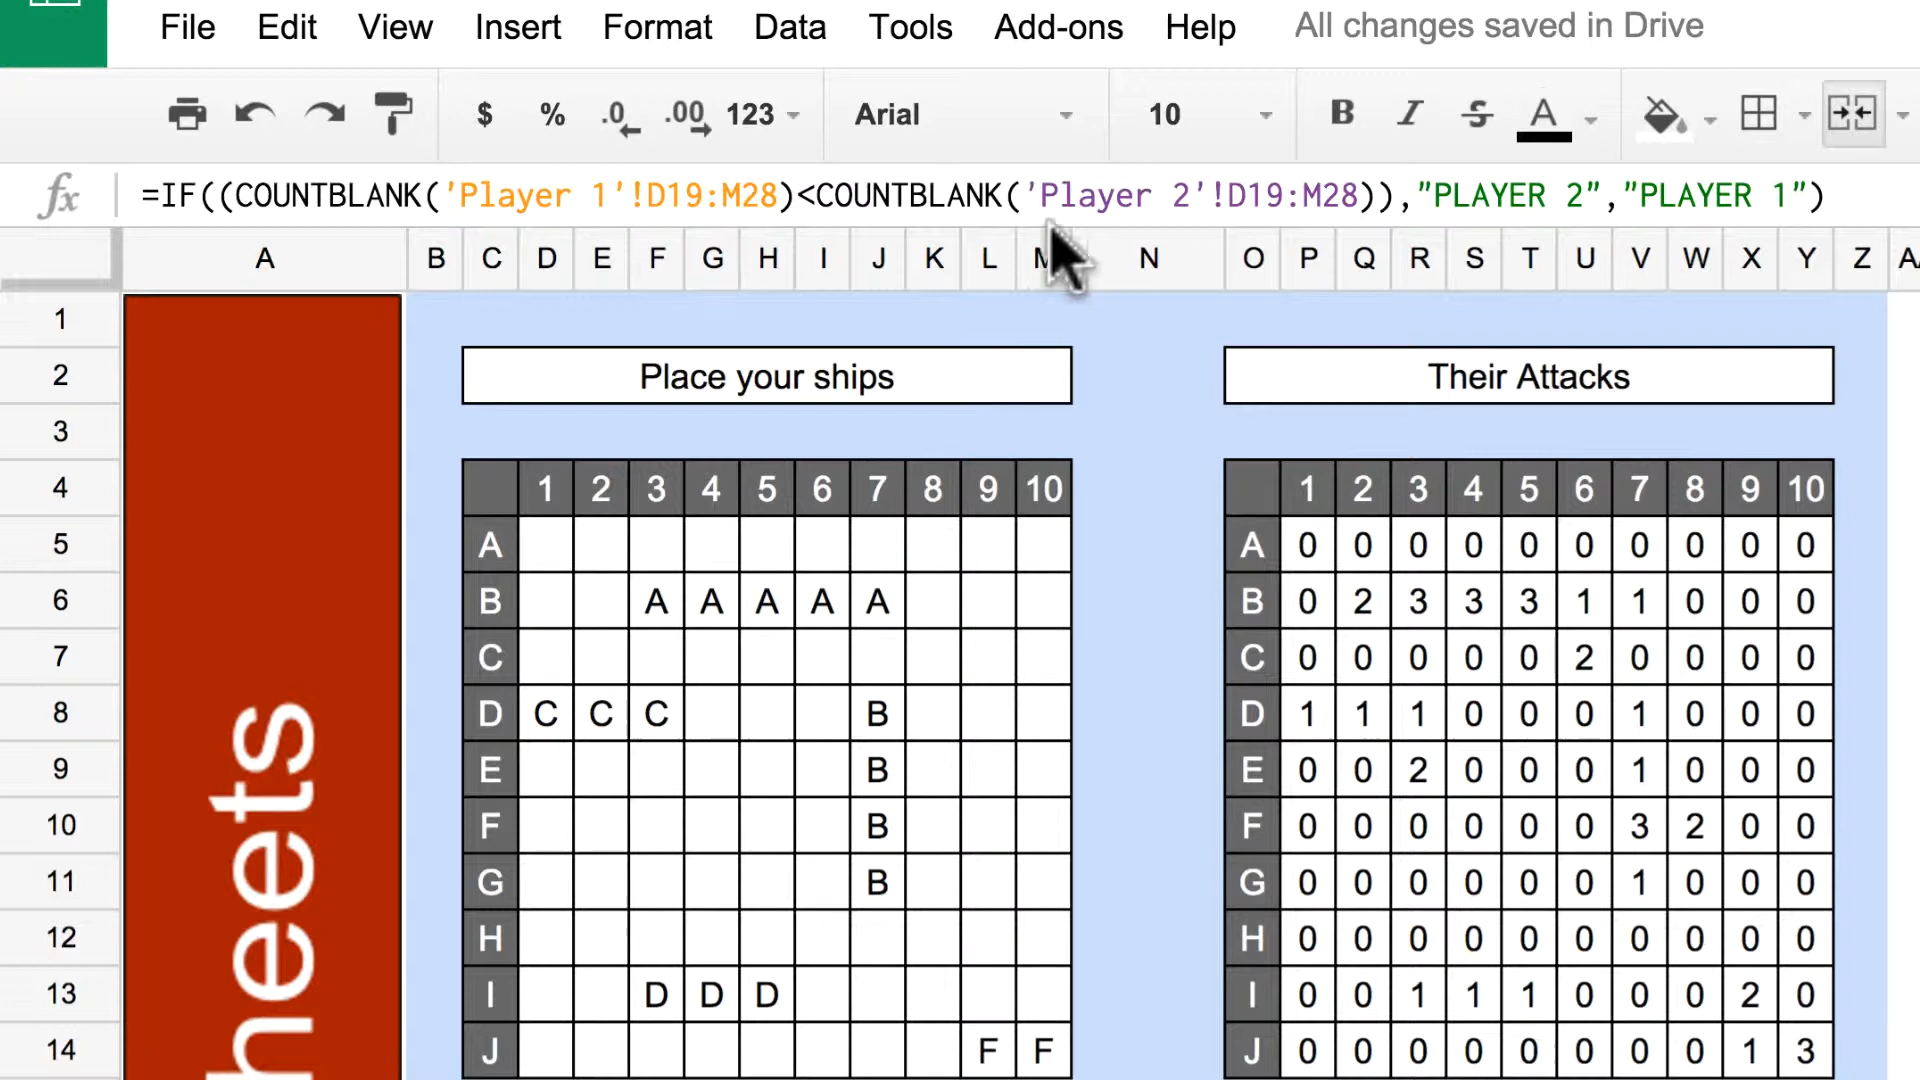 File Edit View Insert Format Data Tools Add-ons Help All changes saved in Drive
$ % .0 .00 123 Arial 10 B I S A
fx =IF((COUNTBLANK('Player 1'!D19:M28)<COUNTBLANK('Player 2'!D19:M28)),"PLAYER 2","PLAYER 1")
A B C D E F G H I J K L M N O P Q R S T U V W X Y Z
1
2 Place your ships Their Attacks
3
4 1 2 3 4 5 6 7 8 9 10 1 2 3 4 5 6 7 8 9 10
5 A A 0 0 0 0 0 0 0 0 0 0
6 B A A A A A B 0 2 3 3 3 1 1 0 0 0
7 C C 0 0 0 0 0 2 0 0 0 0
8 D C C C B D 1 1 1 0 0 0 1 0 0 0
9 E B E 0 0 2 0 0 0 1 0 0 0
10 F B F 0 0 0 0 0 0 3 2 0 0
11 G B G 0 0 0 0 0 0 1 0 0 0
12 H H 0 0 0 0 0 0 0 0 0 0
13 I D D D I 0 0 1 1 1 0 0 0 2 0
14 J F F J 0 0 0 0 0 0 0 0 1 3
heets